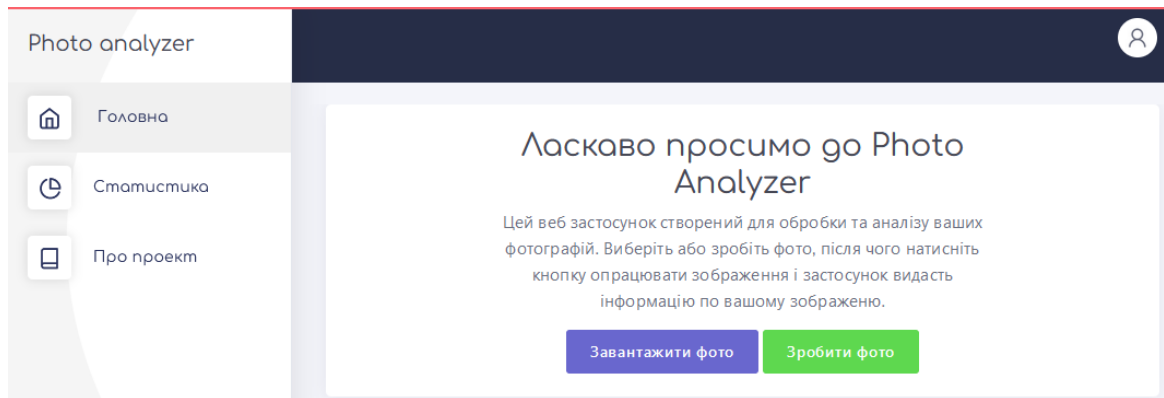 Photo analyzer
Головна
Статистика
Про проект
Ласкаво просимо до Photo
Analyzer
Цей веб застосунок створений для обробки та аналізу ваших
фотографій. Виберіть або зробіть фото, після чого натисніть
кнопку опрацювати зображення і застосунок видасть
інформацію по вашому зображеню.
Завантажити фото
Зробити фото